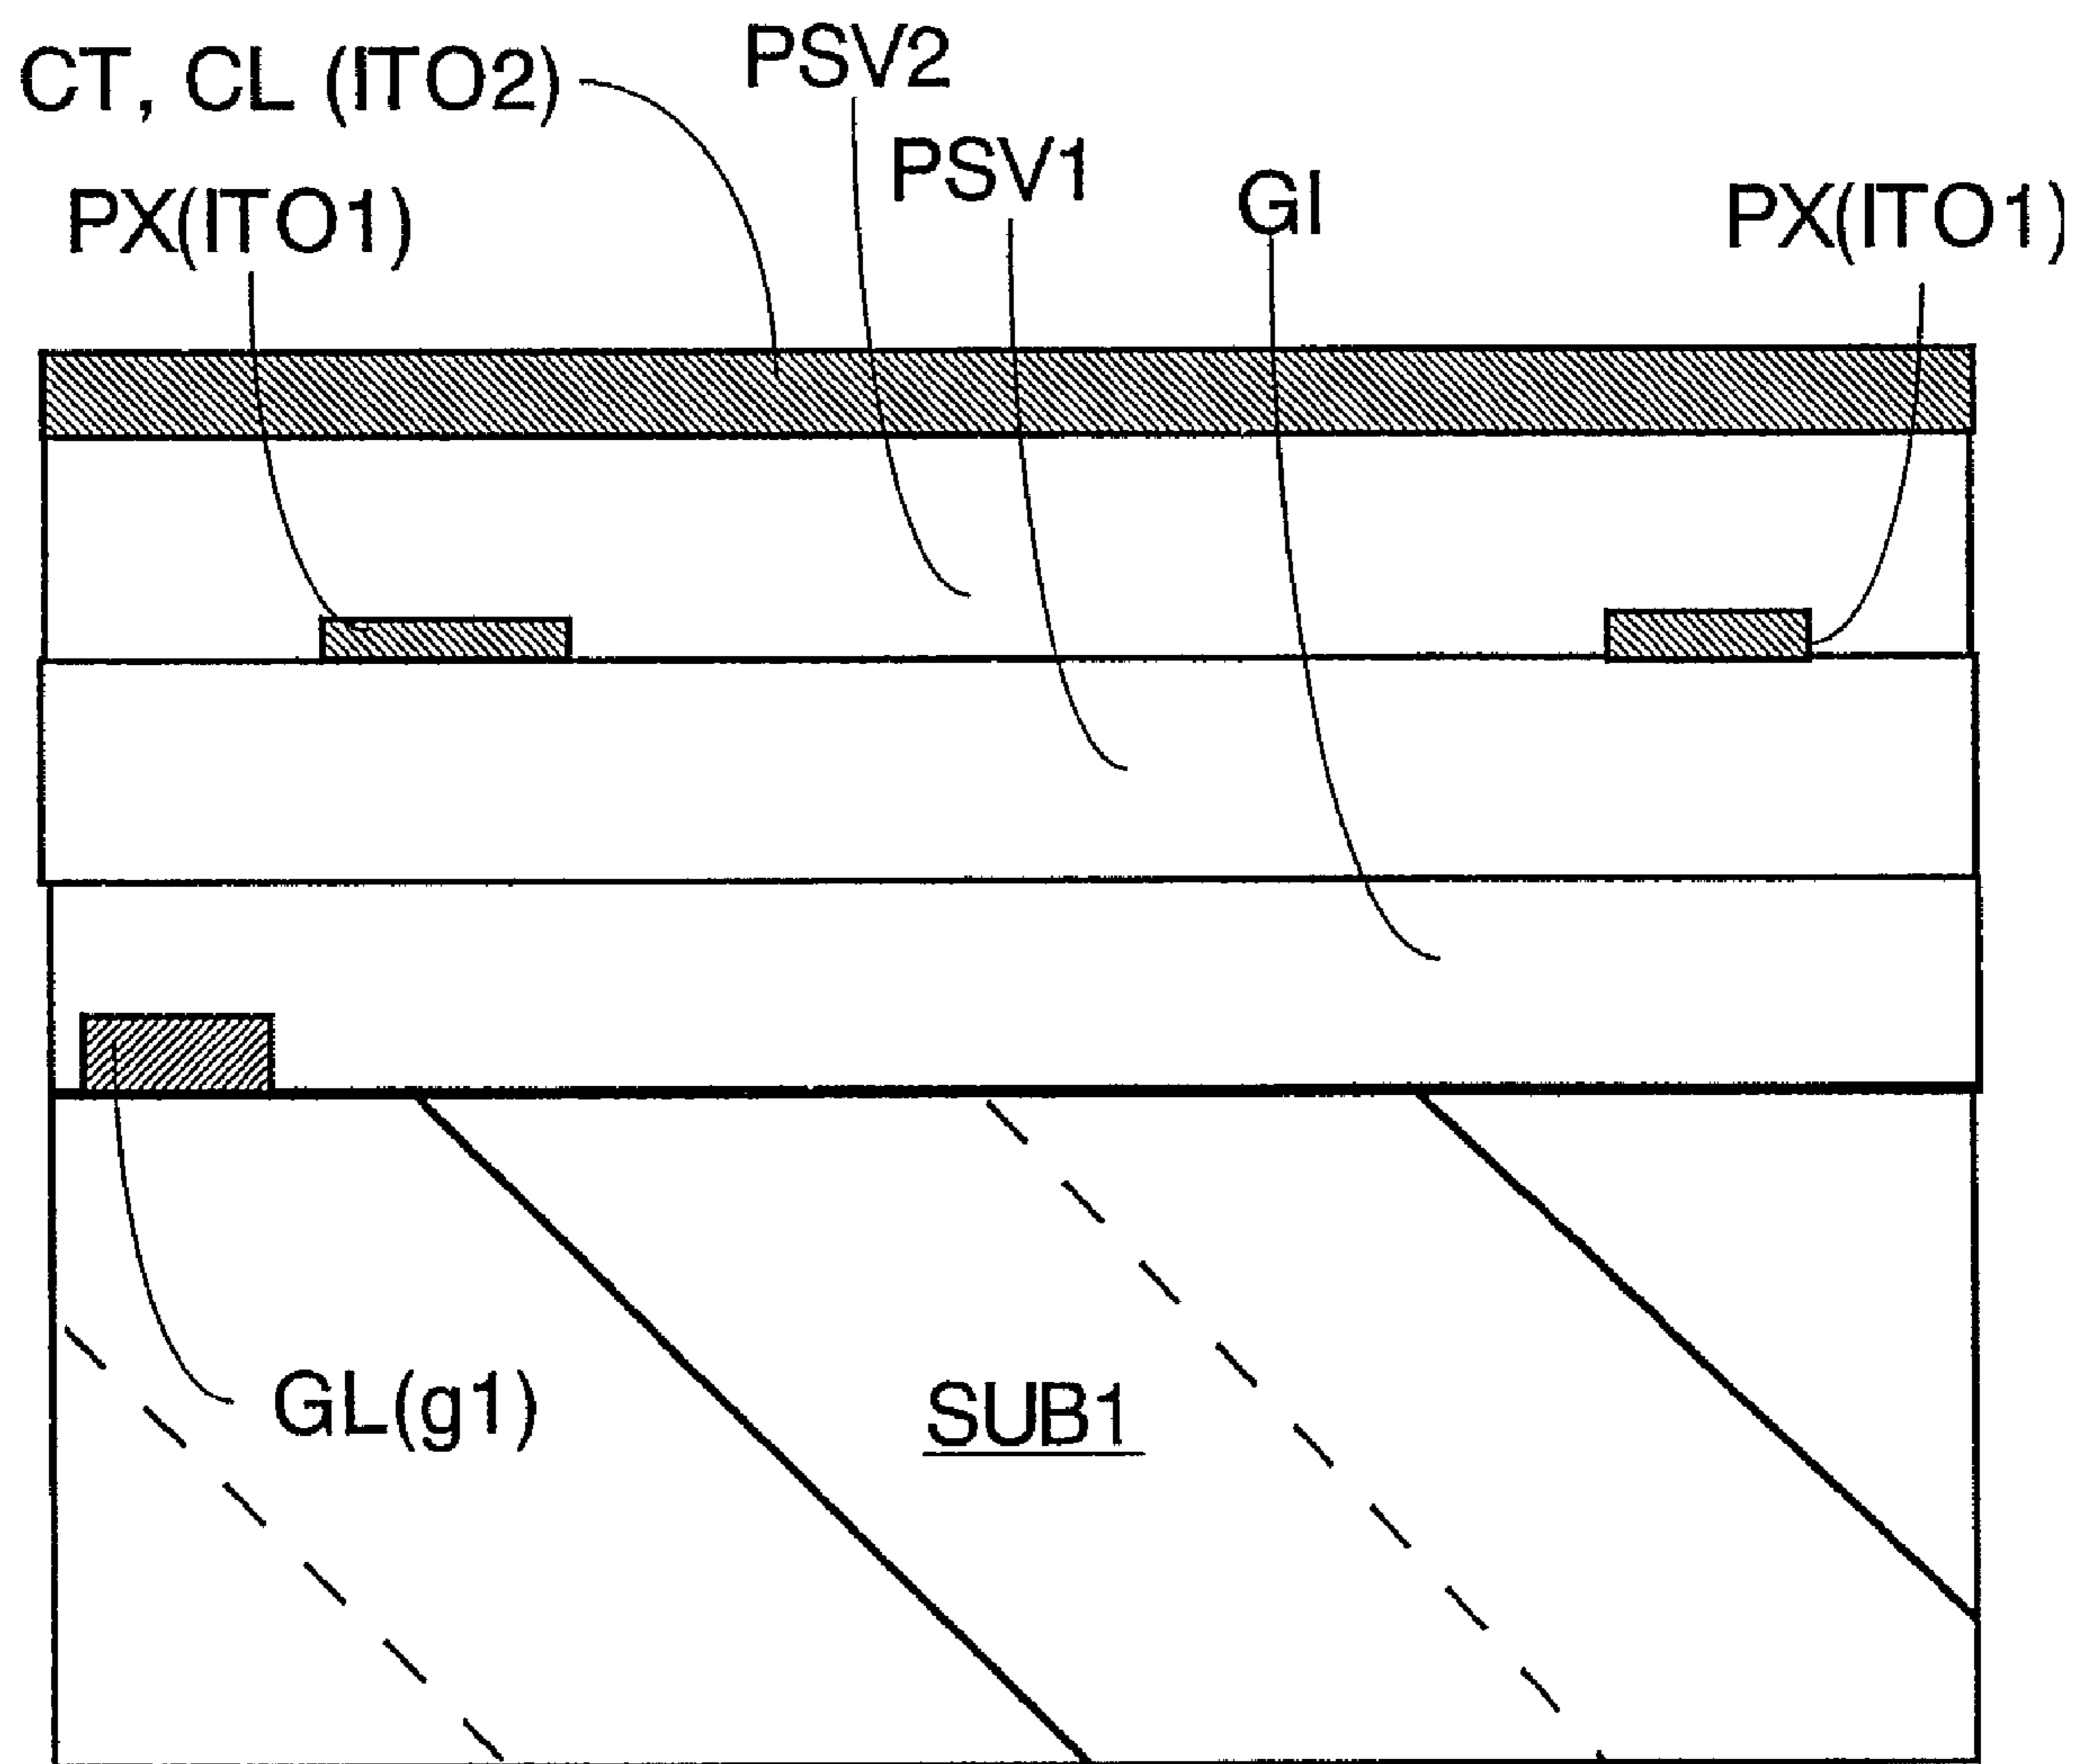 CT, CL (ITO2)
PSV2
PSV1
PX(ITO1)
GI
PX(ITO1)
GL(g1)
SUB1